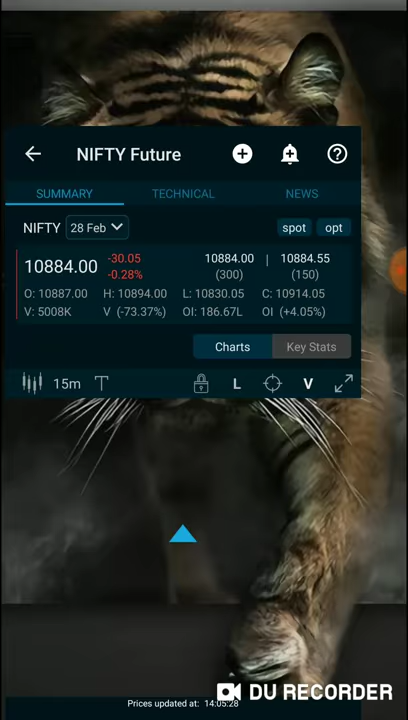 NIFTY Future
SUMMARY TECHNICAL NEWS
NIFTY 28 Feb spot opt
10884.00 -30.05 10884.00 | 10884.55
-0.28% (300) (150)
O: 10887.00 H: 10894.00 L: 10830.05 C: 10914.05
V: 5008K V (-73.37%) OI: 186.67L OI (+4.05%)
Charts Key Stats
15m T L V
Prices updated at: 14:05:28
DU RECORDER